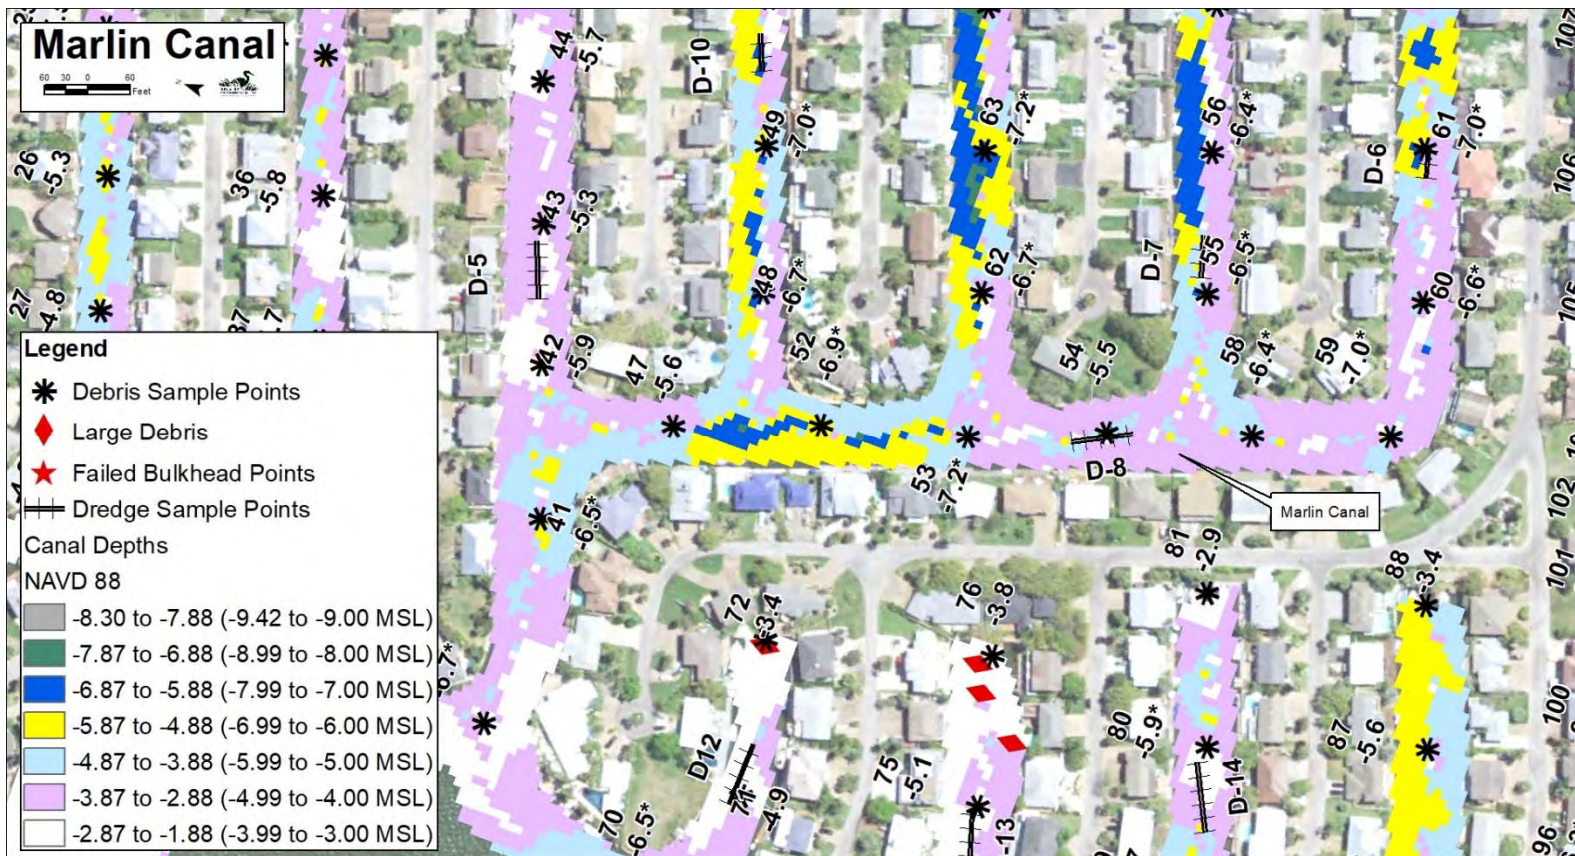 Marlin Canal
60 30 0 60
Feet
44
-5.7
D-10
107
26
-5.3
36
-5.8
49
-7.0*
63
-7.2*
56
-6.4*
D-6
61
-7.0*
106
43
-5.3
D-5
27
-4.8
48
-6.7*
62
-6.7*
D-7
55
-6.5*
60
-6.6*
105
42
-5.9
47
-5.6
52
-6.9*
54
-5.5
58
-6.4*
59
-7.0*
53
-7.2*
D-8
Marlin Canal
102
41
-6.5*
81
-2.9
88
-3.4
101
72
-3.4
76
-3.8
100
D12
71
-4.9
75
-5.1
80
-5.9*
D-14
87
-5.6
70
-6.5*
-13
96
Legend
Debris Sample Points
Large Debris
Failed Bulkhead Points
Dredge Sample Points
Canal Depths
NAVD 88
-8.30 to -7.88 (-9.42 to -9.00 MSL)
-7.87 to -6.88 (-8.99 to -8.00 MSL)
-6.87 to -5.88 (-7.99 to -7.00 MSL)
-5.87 to -4.88 (-6.99 to -6.00 MSL)
-4.87 to -3.88 (-5.99 to -5.00 MSL)
-3.87 to -2.88 (-4.99 to -4.00 MSL)
-2.87 to -1.88 (-3.99 to -3.00 MSL)